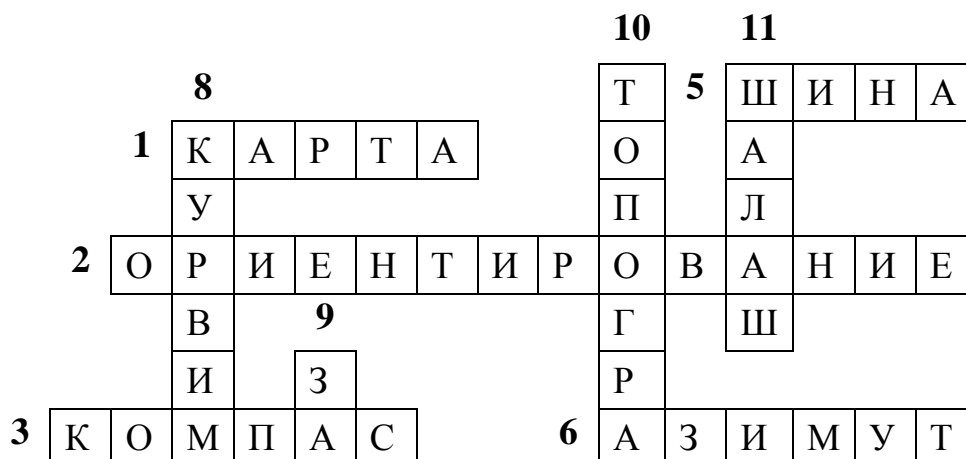 10 11
8 Т 5 Ш И Н А
1 К А Р Т А О А
У П Л
2 О Р И Е Н Т И Р О В А Н И Е
В 9 Г Ш
И З Р
3 К О М П А С 6 А З И М У Т